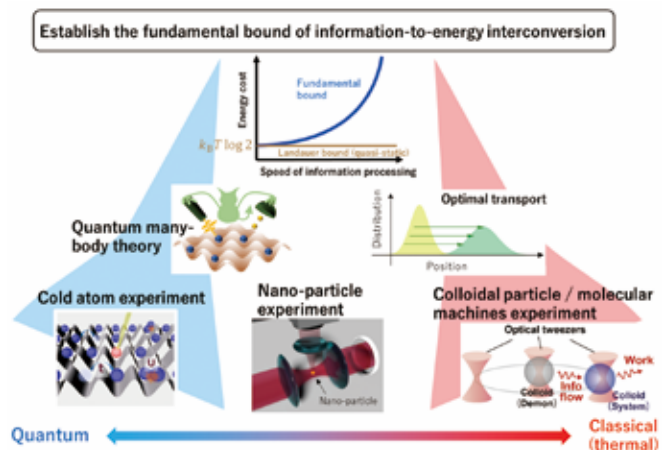 Establish the fundamental bound of information-to-energy interconversion
Energy cost
Fundamental
bound
k_B T log 2
Landauer bound (quasi-static)
Speed of information processing
Quantum many-
body theory
Optimal transport
Distribution
Position
Cold atom experiment
Nano-particle
experiment
Colloidal particle / molecular
machines experiment
Optical tweezers
t
U
Nano-particle
Work
Info
flow
Colloid
(Demon)
Colloid
(System)
Quantum
Classical
(thermal)